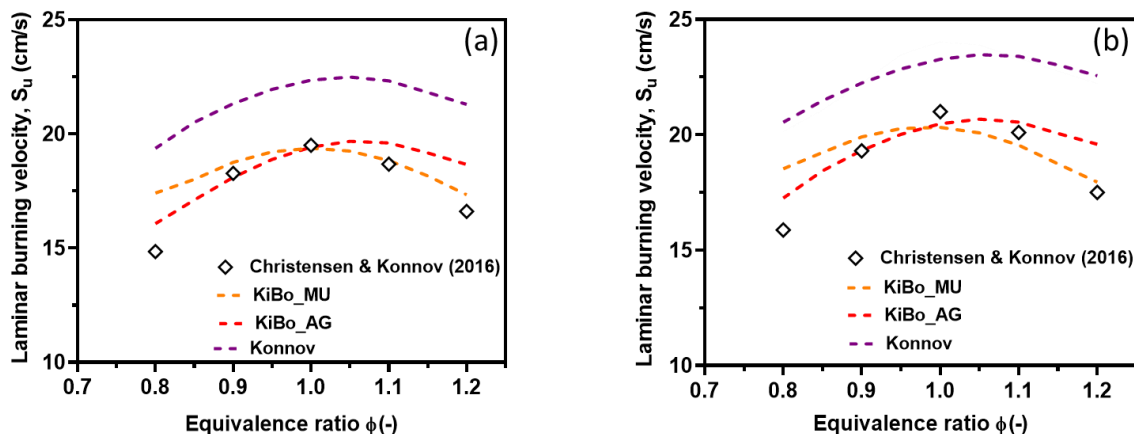 (a)
Laminar burning velocity, Su (cm/s)
25
20
15
10
0.7 0.8 0.9 1.0 1.1 1.2
Equivalence ratio ϕ(-)
Christensen & Konnov (2016)
KiBo_MU
KiBo_AG
Konnov
(b)
Laminar burning velocity, Su (cm/s)
25
20
15
10
0.7 0.8 0.9 1.0 1.1 1.2
Equivalence ratio ϕ(-)
Christensen & Konnov (2016)
KiBo_MU
KiBo_AG
Konnov